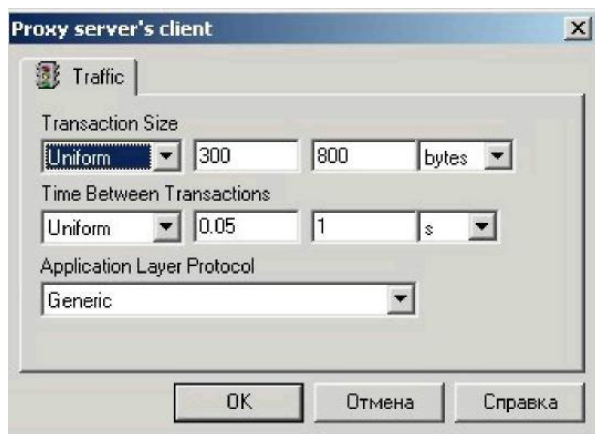 Proxy server's client
Traffic
Transaction Size
Uniform 300 800 bytes
Time Between Transactions
Uniform 0.05 1 s
Application Layer Protocol
Generic
OK Отмена Справка